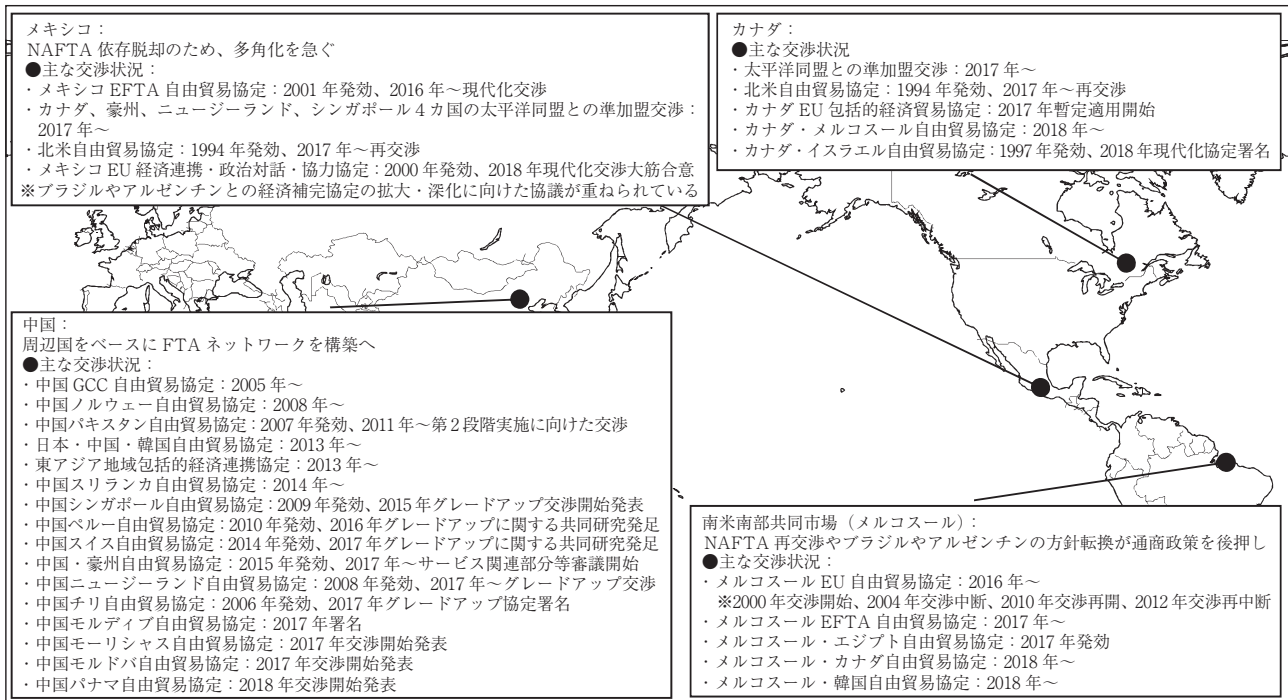 メキシコ：
NAFTA 依存脱却のため、多角化を急ぐ
●主な交渉状況：
・メキシコ EFTA 自由貿易協定：2001 年発効、2016 年～現代化交渉
・カナダ、豪州、ニュージーランド、シンガポール４カ国の太平洋同盟との準加盟交渉：
2017 年～
・北米自由貿易協定：1994 年発効、2017 年～再交渉
・メキシコ EU 経済連携・政治対話・協力協定：2000 年発効、2018 年現代化交渉大筋合意
※ブラジルやアルゼンチンとの経済補完協定の拡大・深化に向けた協議が重ねられている
カナダ：
●主な交渉状況
・太平洋同盟との準加盟交渉：2017 年～
・北米自由貿易協定：1994 年発効、2017 年～再交渉
・カナダ EU 包括的経済貿易協定：2017 年暫定適用開始
・カナダ・メルコスール自由貿易協定：2018 年～
・カナダ・イスラエル自由貿易協定：1997 年発効、2018 年現代化協定署名
中国：
周辺国をベースに FTA ネットワークを構築へ
●主な交渉状況：
・中国 GCC 自由貿易協定：2005 年～
・中国ノルウェー自由貿易協定：2008 年～
・中国パキスタン自由貿易協定：2007 年発効、2011 年～第２段階実施に向けた交渉
・日本・中国・韓国自由貿易協定：2013 年～
・東アジア地域包括的経済連携協定：2013 年～
・中国スリランカ自由貿易協定：2014 年～
・中国シンガポール自由貿易協定：2009 年発効、2015 年グレードアップ交渉開始発表
・中国ペルー自由貿易協定：2010 年発効、2016 年グレードアップに関する共同研究発足
・中国スイス自由貿易協定：2014 年発効、2017 年グレードアップに関する共同研究発足
・中国・豪州自由貿易協定：2015 年発効、2017 年～サービス関連部分等審議開始
・中国ニュージーランド自由貿易協定：2008 年発効、2017 年～グレードアップ交渉
・中国チリ自由貿易協定：2006 年発効、2017 年グレードアップ協定署名
・中国モルディブ自由貿易協定：2017 年署名
・中国モーリシャス自由貿易協定：2017 年交渉開始発表
・中国モルドバ自由貿易協定：2017 年交渉開始発表
・中国パナマ自由貿易協定：2018 年交渉開始発表
南米南部共同市場（メルコスール）：
NAFTA 再交渉やブラジルやアルゼンチンの方針転換が通商政策を後押し
●主な交渉状況：
・メルコスール EU 自由貿易協定：2016 年～
※2000 年交渉開始、2004 年交渉中断、2010 年交渉再開、2012 年交渉再中断
・メルコスール EFTA 自由貿易協定：2017 年～
・メルコスール・エジプト自由貿易協定：2017 年発効
・メルコスール・カナダ自由貿易協定：2018 年～
・メルコスール・韓国自由貿易協定：2018 年～